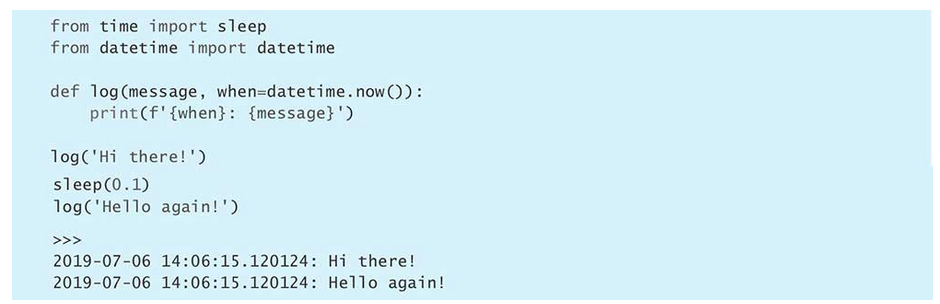 from time import sleep
from datetime import datetime

def log(message, when=datetime.now()):
    print(f'{when}: {message}')

log('Hi there!')
sleep(0.1)
log('Hello again!')
>>>
2019-07-06 14:06:15.120124: Hi there!
2019-07-06 14:06:15.120124: Hello again!